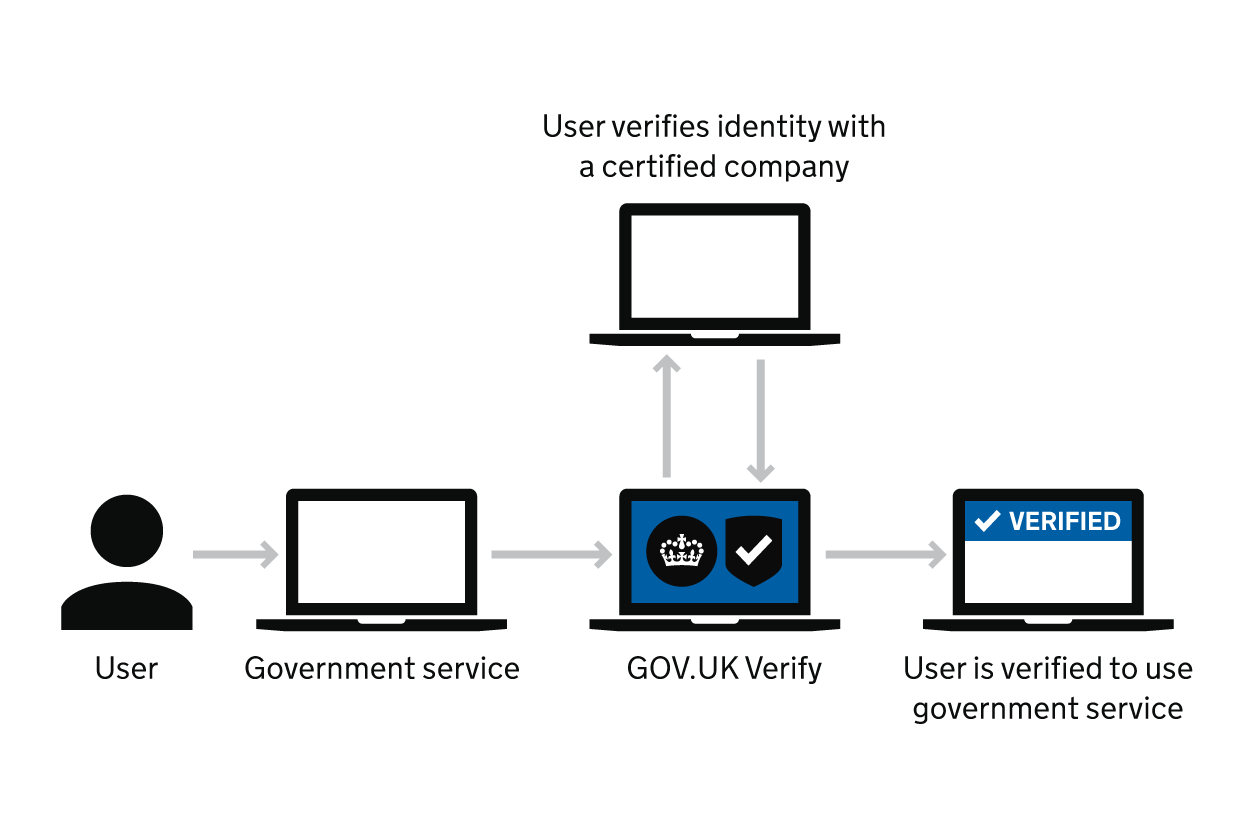 User verifies identity with
a certified company
VERIFIED
User
Government service
GOV.UK Verify
User is verified to use
government service